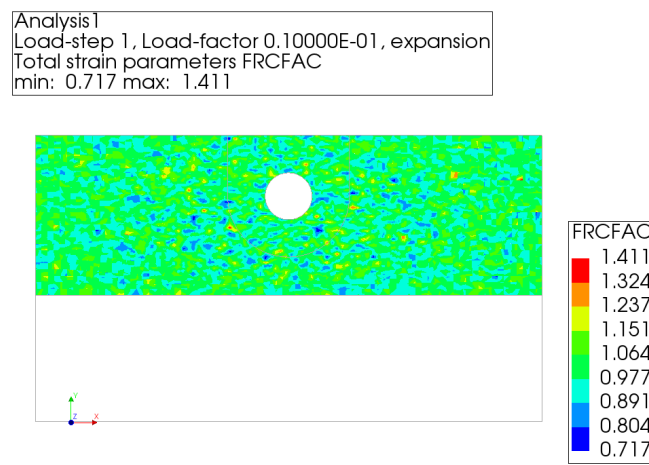 Analysis1
Load-step 1, Load-factor 0.10000E-01, expansion
Total strain parameters FRCFAC
min: 0.717 max: 1.411
FRCFAC
1.411
1.324
1.237
1.151
1.064
0.977
0.891
0.804
0.717
Y
Z
X